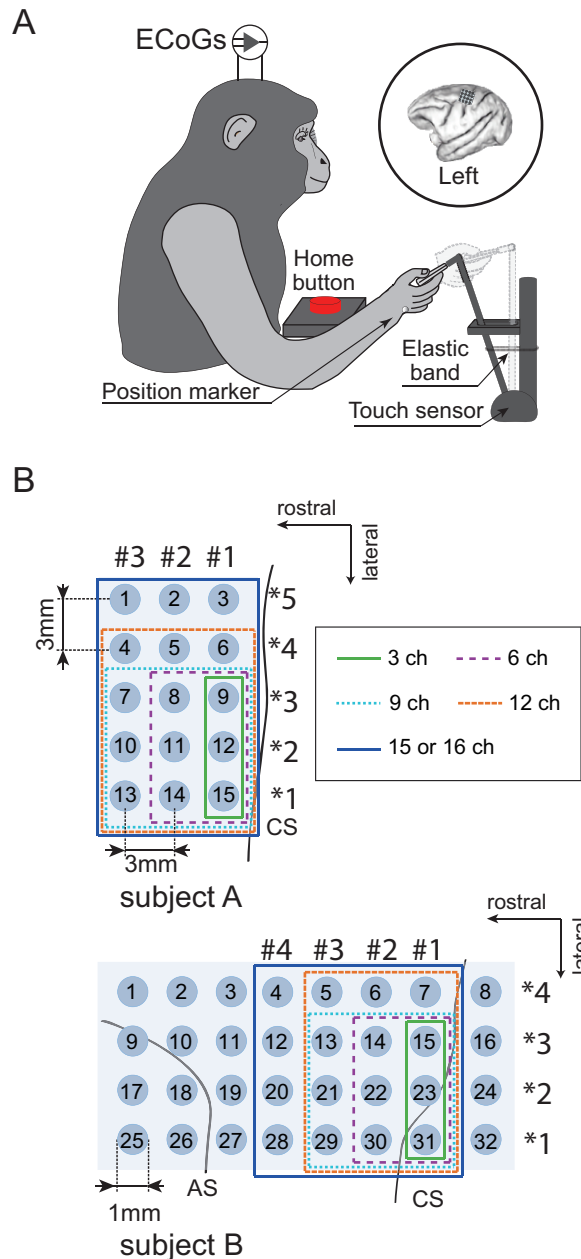 A
ECoGs
Left
Home
button
Elastic
band
Position marker
Touch sensor
B
rostral
lateral
#3 #2 #1
1 2 3 *5
3mm
4 5 6 *4
7 8 9 *3
10 11 12 *2
13 14 15 *1
CS
3mm
subject A
3 ch 6 ch
9 ch 12 ch
15 or 16 ch
rostral
lateral
#4 #3 #2 #1
1 2 3 4 5 6 7 8 *4
9 10 11 12 13 14 15 16 *3
17 18 19 20 21 22 23 24 *2
25 26 27 28 29 30 31 32 *1
AS CS
1mm
subject B